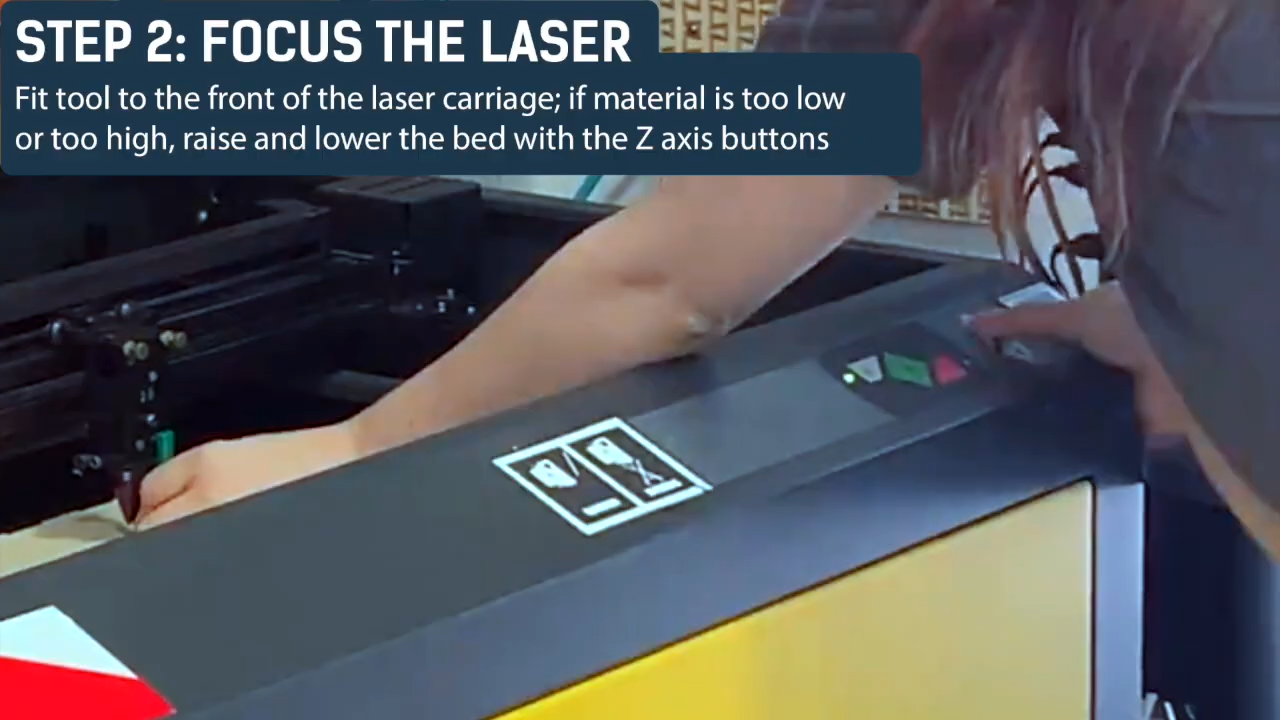 STEP 2: FOCUS THE LASER
Fit tool to the front of the laser carriage; if material is too low
or too high, raise and lower the bed with the Z axis buttons